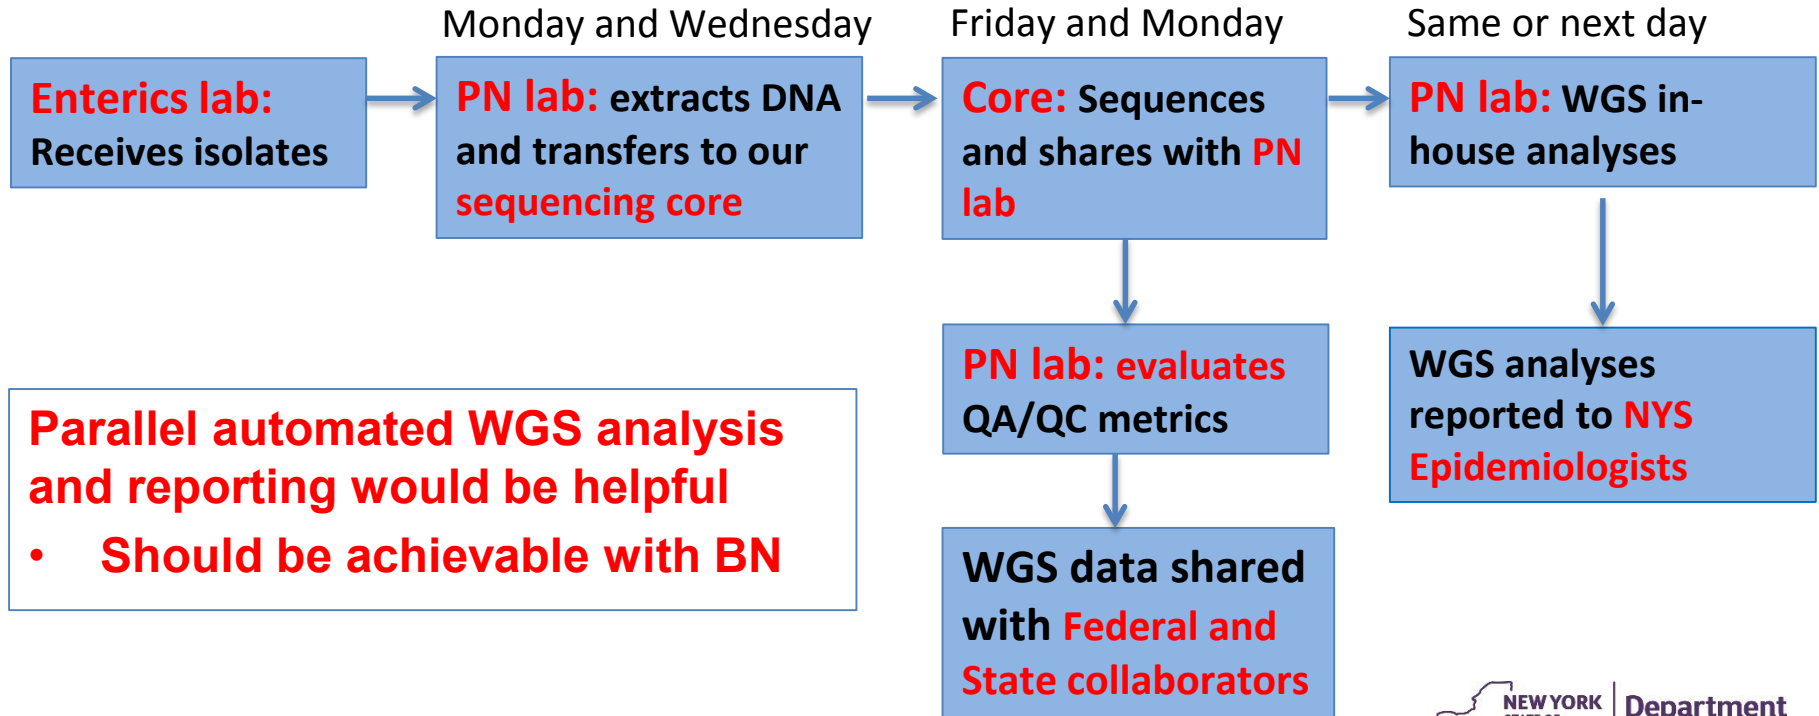 Monday and Wednesday
Friday and Monday
Same or next day
Enterics lab:
Receives isolates
PN lab: extracts DNA
and transfers to our
sequencing core
Core: Sequences
and shares with PN
lab
PN lab: WGS in-
house analyses
PN lab: evaluates
QA/QC metrics
WGS analyses
reported to NYS
Epidemiologists
Parallel automated WGS analysis
and reporting would be helpful
• Should be achievable with BN
WGS data shared
with Federal and
State collaborators
NEW YORK
Department